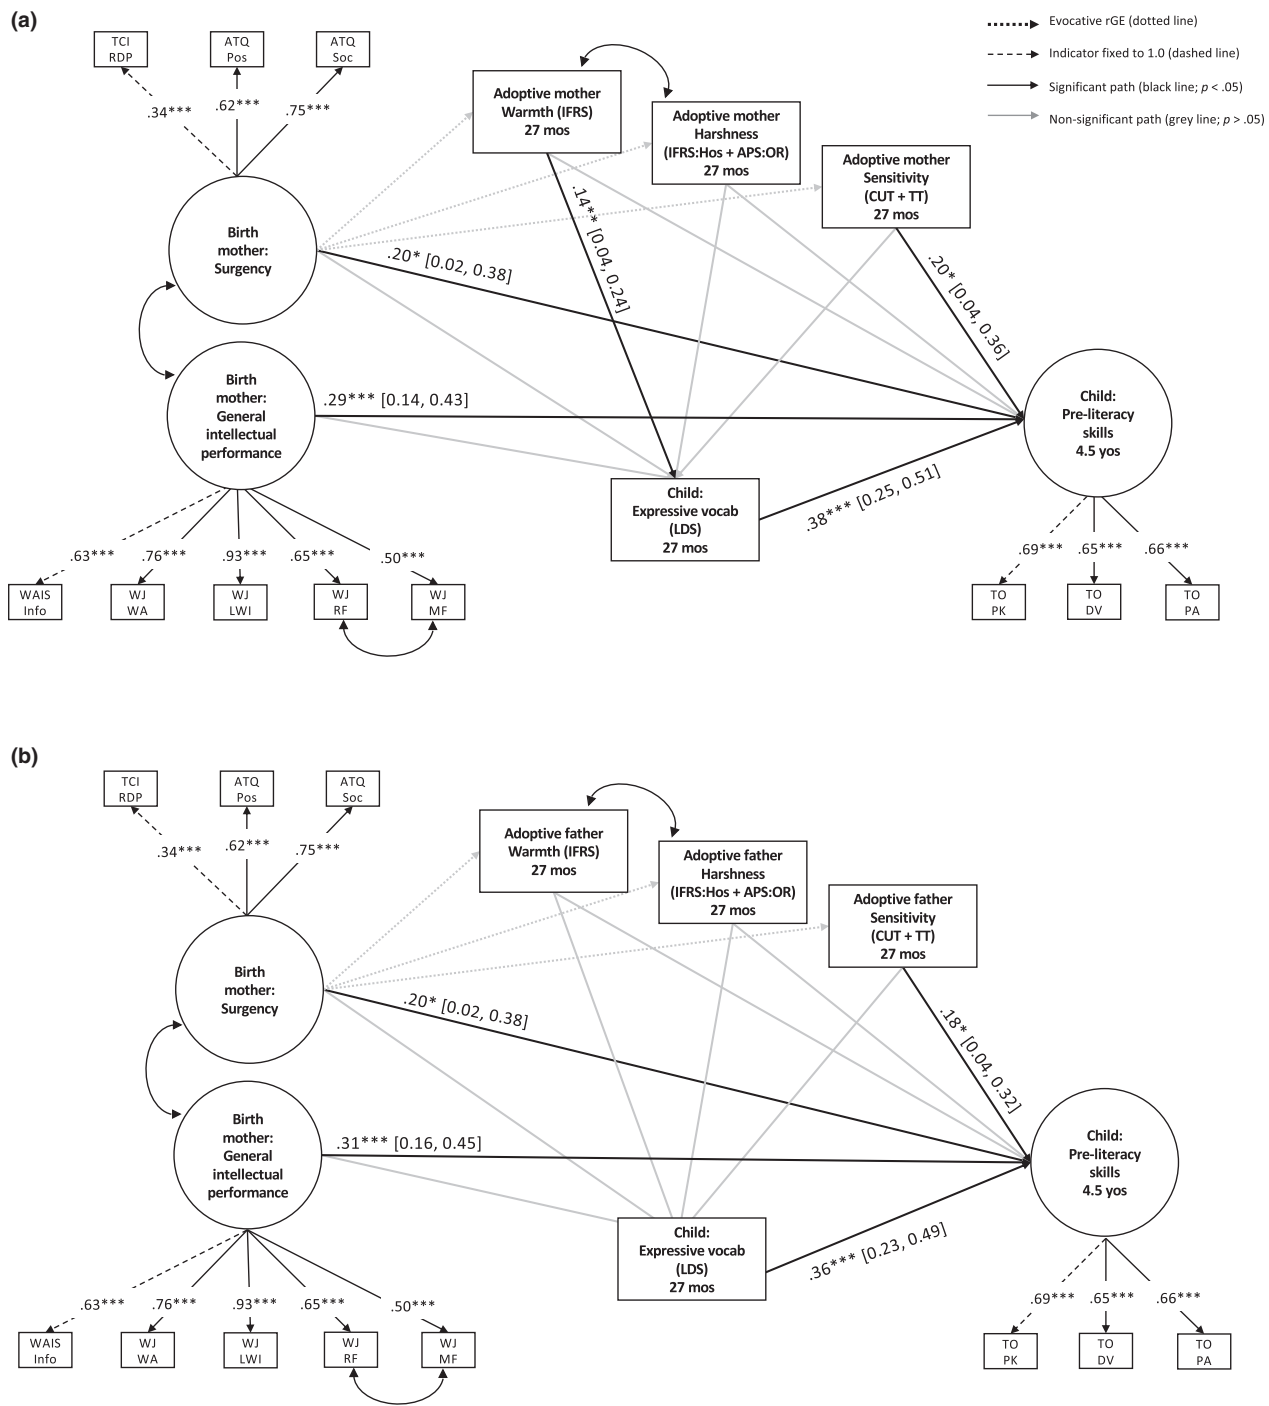 (a)
Evocative rGE (dotted line)
Indicator fixed to 1.0 (dashed line)
Significant path (black line; p < .05)
Non-significant path (grey line; p > .05)
TCI
RDP
ATQ
Pos
ATQ
Soc
.34***
.62***
.75***
Adoptive mother
Warmth (IFRS)
27 mos
Adoptive mother
Harshness
(IFRS:Hos + APS:OR)
27 mos
Adoptive mother
Sensitivity
(CUT + TT)
27 mos
Birth
mother:
Surgency
.14** [0.04, 0.24]
.20* [0.02, 0.38]
.20* [0.04, 0.36]
Birth
mother:
General
intellectual
performance
.29*** [0.14, 0.43]
Child:
Pre-literacy
skills
4.5 yos
Child:
Expressive vocab
(LDS)
27 mos
.38*** [0.25, 0.51]
.63***
.76***
.93***
.65***
.50***
.69***
.65***
.66***
WAIS
Info
WJ
WA
WJ
LWI
WJ
RF
WJ
MF
TO
PK
TO
DV
TO
PA
(b)
TCI
RDP
ATQ
Pos
ATQ
Soc
.34***
.62***
.75***
Adoptive father
Warmth (IFRS)
27 mos
Adoptive father
Harshness
(IFRS:Hos + APS:OR)
27 mos
Adoptive father
Sensitivity
(CUT + TT)
27 mos
Birth
mother:
Surgency
.20* [0.02, 0.38]
.18* [0.04, 0.32]
Birth
mother:
General
intellectual
performance
.31*** [0.16, 0.45]
Child:
Pre-literacy
skills
4.5 yos
Child:
Expressive vocab
(LDS)
27 mos
.36*** [0.23, 0.49]
.63***
.76***
.93***
.65***
.50***
.69***
.65***
.66***
WAIS
Info
WJ
WA
WJ
LWI
WJ
RF
WJ
MF
TO
PK
TO
DV
TO
PA